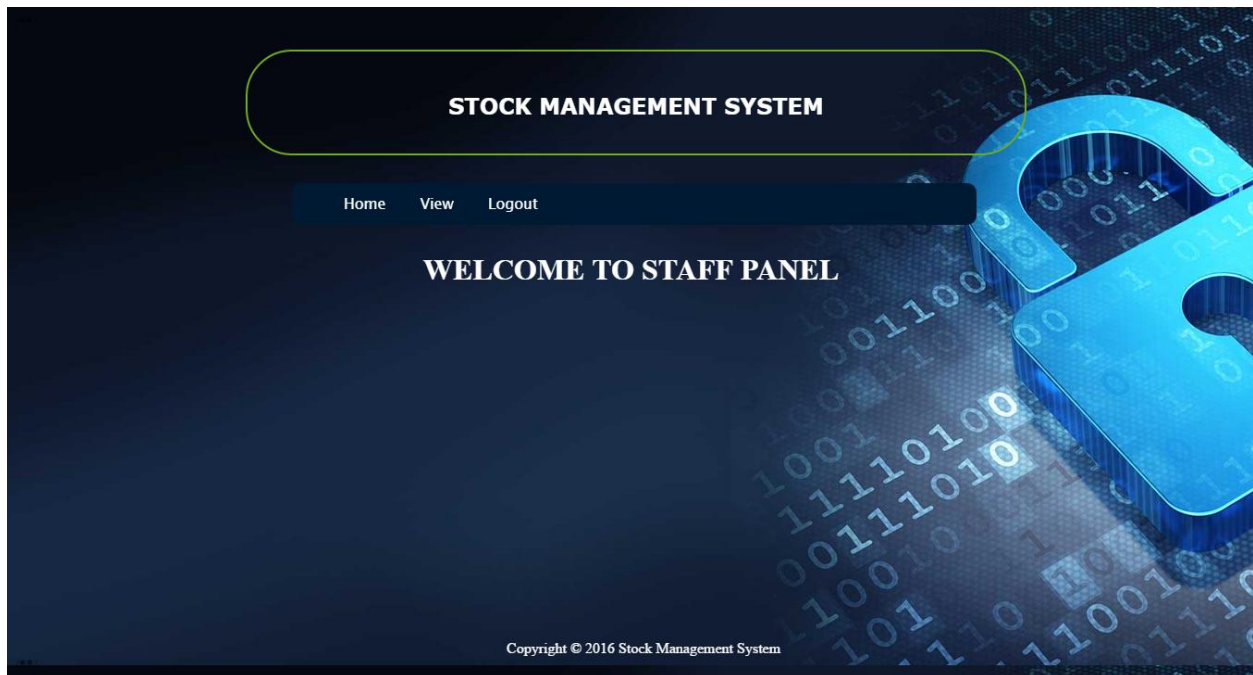 STOCK MANAGEMENT SYSTEM
Home View Logout
WELCOME TO STAFF PANEL
Copyright © 2016 Stock Management System